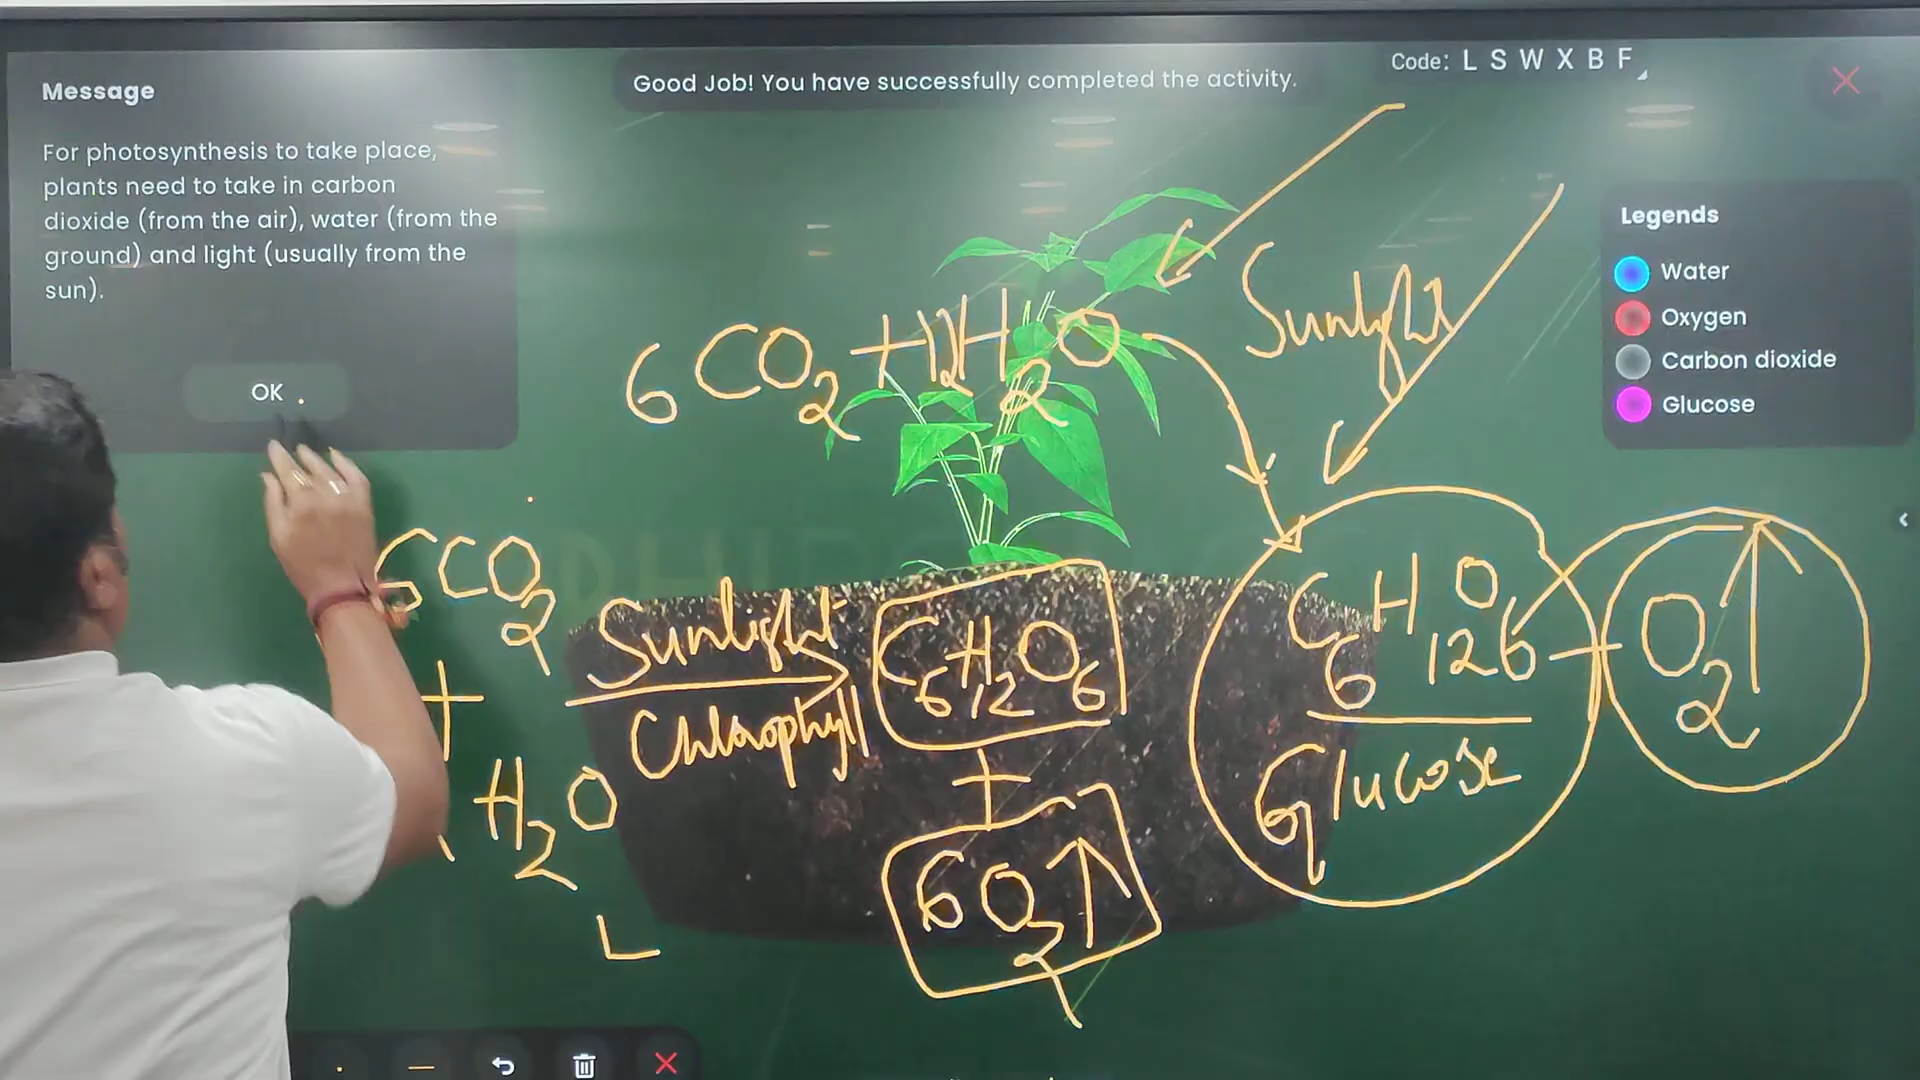 Message
For photosynthesis to take place,
plants need to take in carbon
dioxide (from the air), water (from the
ground) and light (usually from the
sun).
OK
Good Job! You have successfully completed the activity.
Code: L S W X B F
Legends
Water
Oxygen
Carbon dioxide
Glucose
6CO2 + 12H2O
Sunlight
C6H12O6 + O2↑
Glucose
6CO2
+
H2O
Sunlight
Chlorophyll
C6H12O6
+
6O2↑